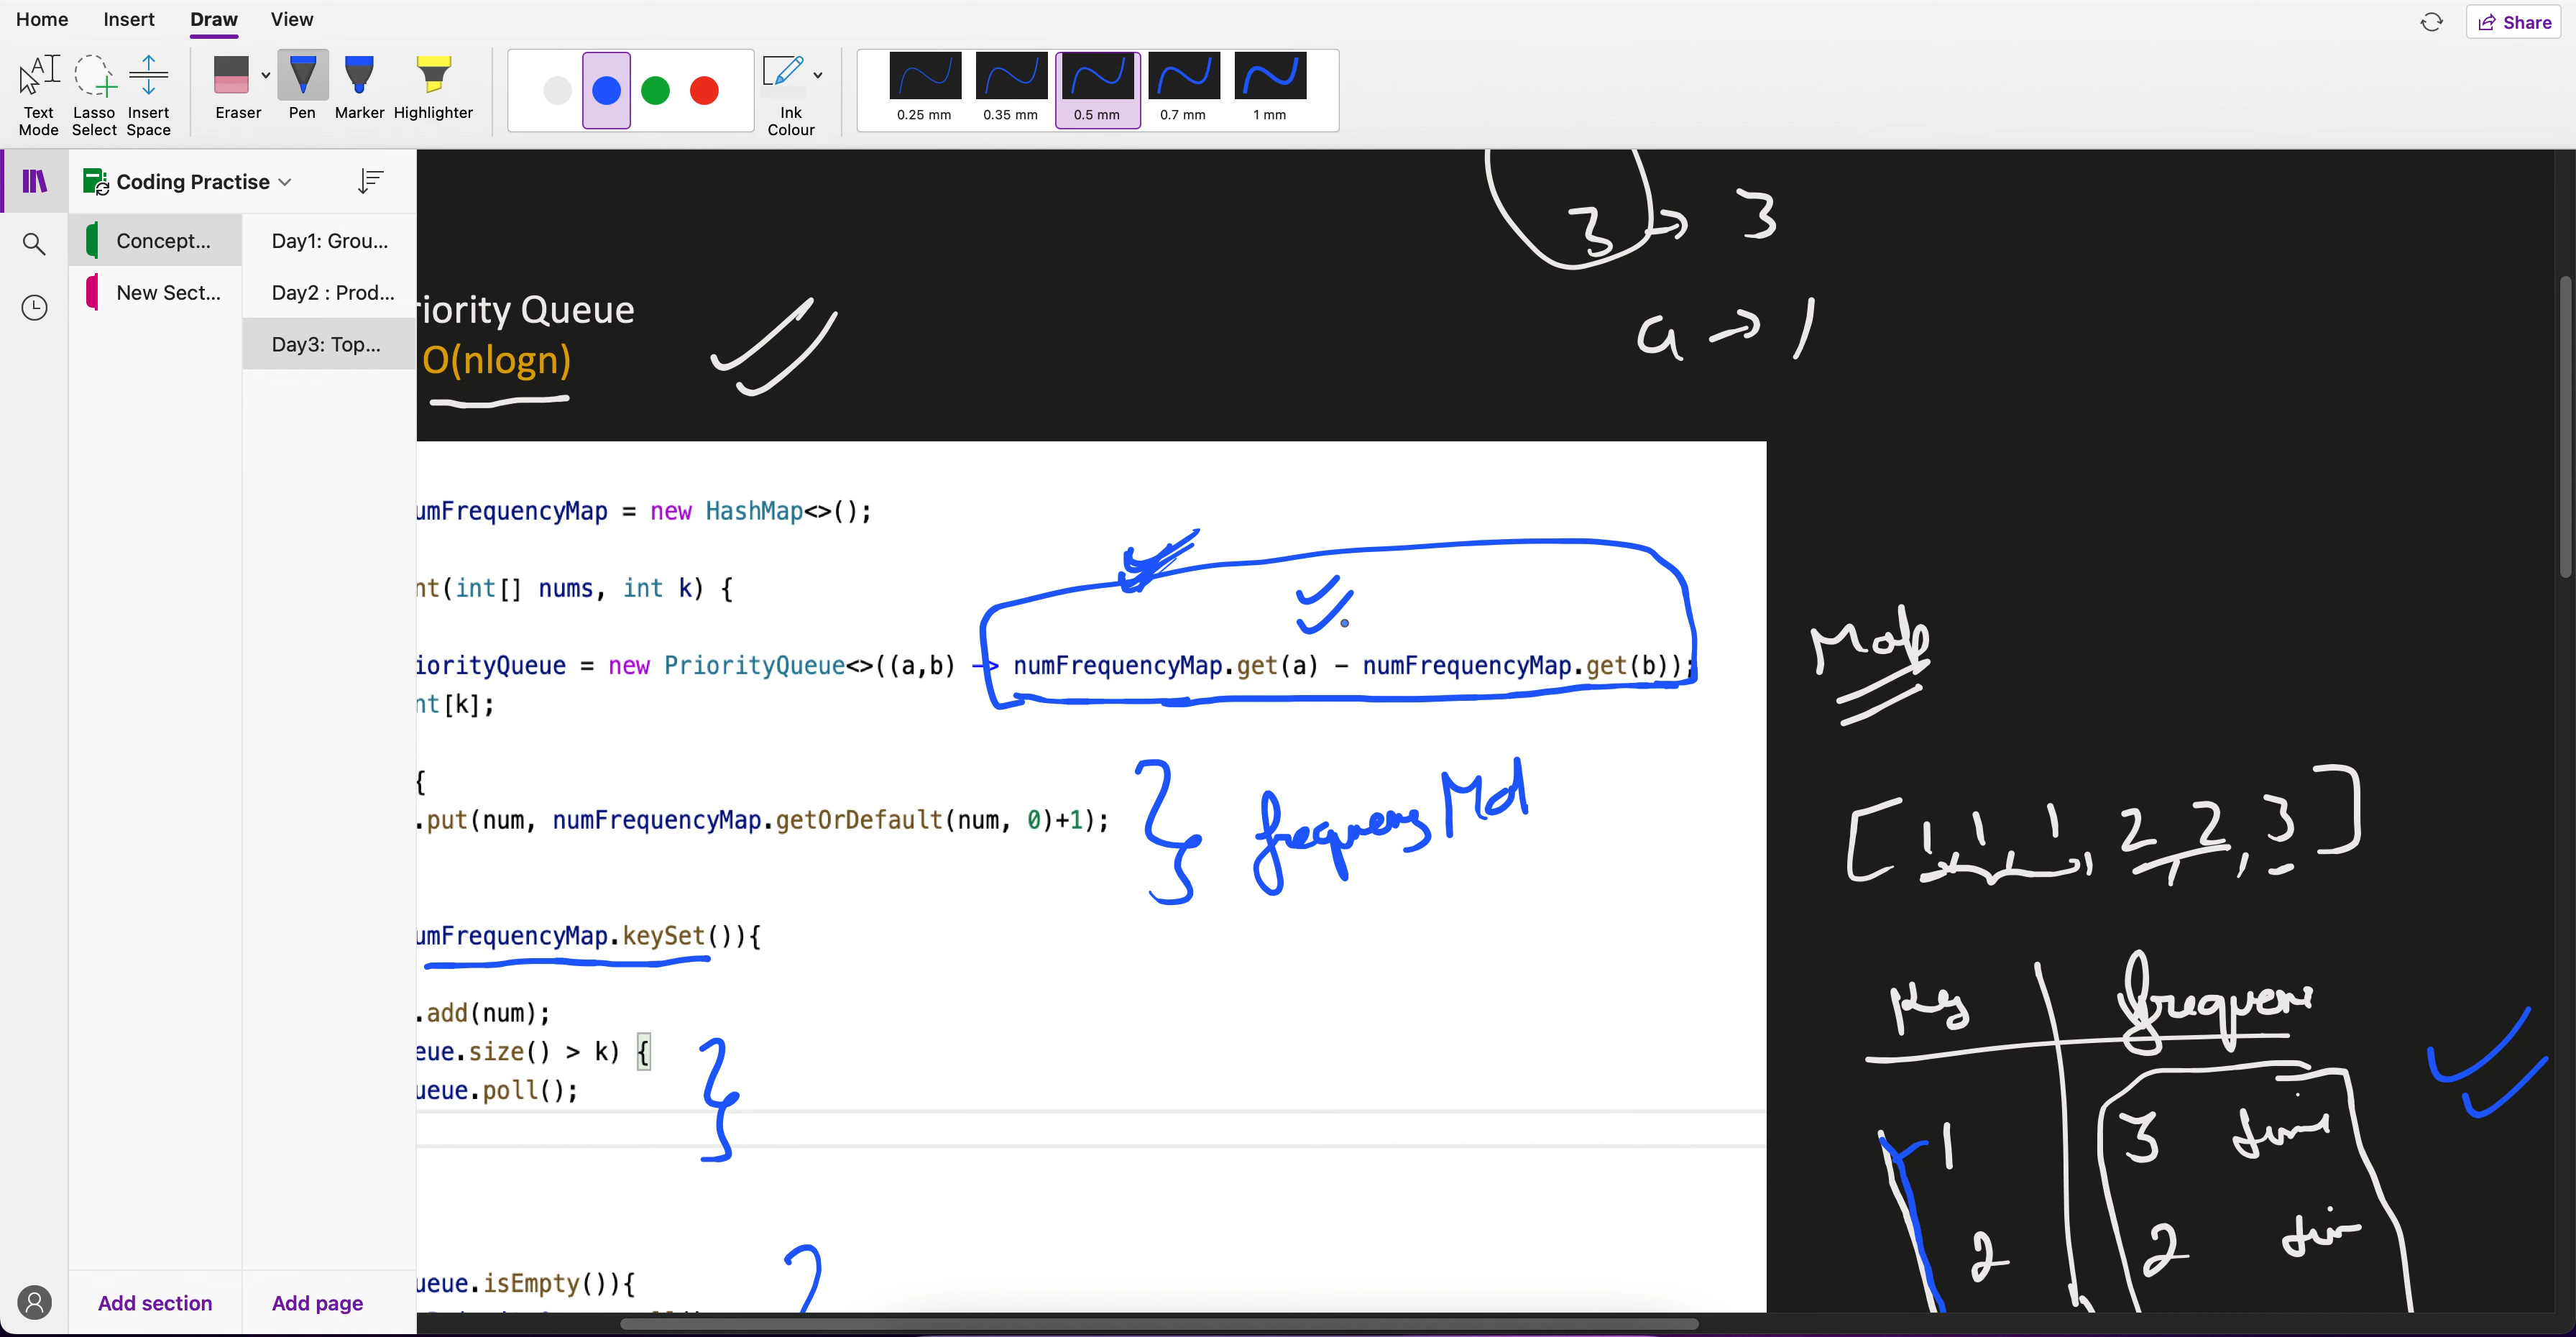 Home Insert Draw View
Share
Text Mode
Lasso Select
Insert Space
Eraser
Pen
Marker
Highlighter
Ink Colour
0.25 mm
0.35 mm
0.5 mm
0.7 mm
1 mm
Coding Practise
Concept...
New Sect...
Day1: Grou...
Day2 : Prod...
Day3: Top...
Add section
Add page
3 → 3
a → 1
riority Queue
O(nlogn)
umFrequencyMap = new HashMap<>();
nt(int[] nums, int k) {
iorityQueue = new PriorityQueue<>((a,b) -> numFrequencyMap.get(a) - numFrequencyMap.get(b));
nt[k];
{
.put(num, numFrequencyMap.getOrDefault(num, 0)+1);
umFrequencyMap.keySet()){
.add(num);
eue.size() > k) {
ueue.poll();
ueue.isEmpty()){
Map
[1, 1, 1, 2, 2, 3]
Key
1 3
2 2